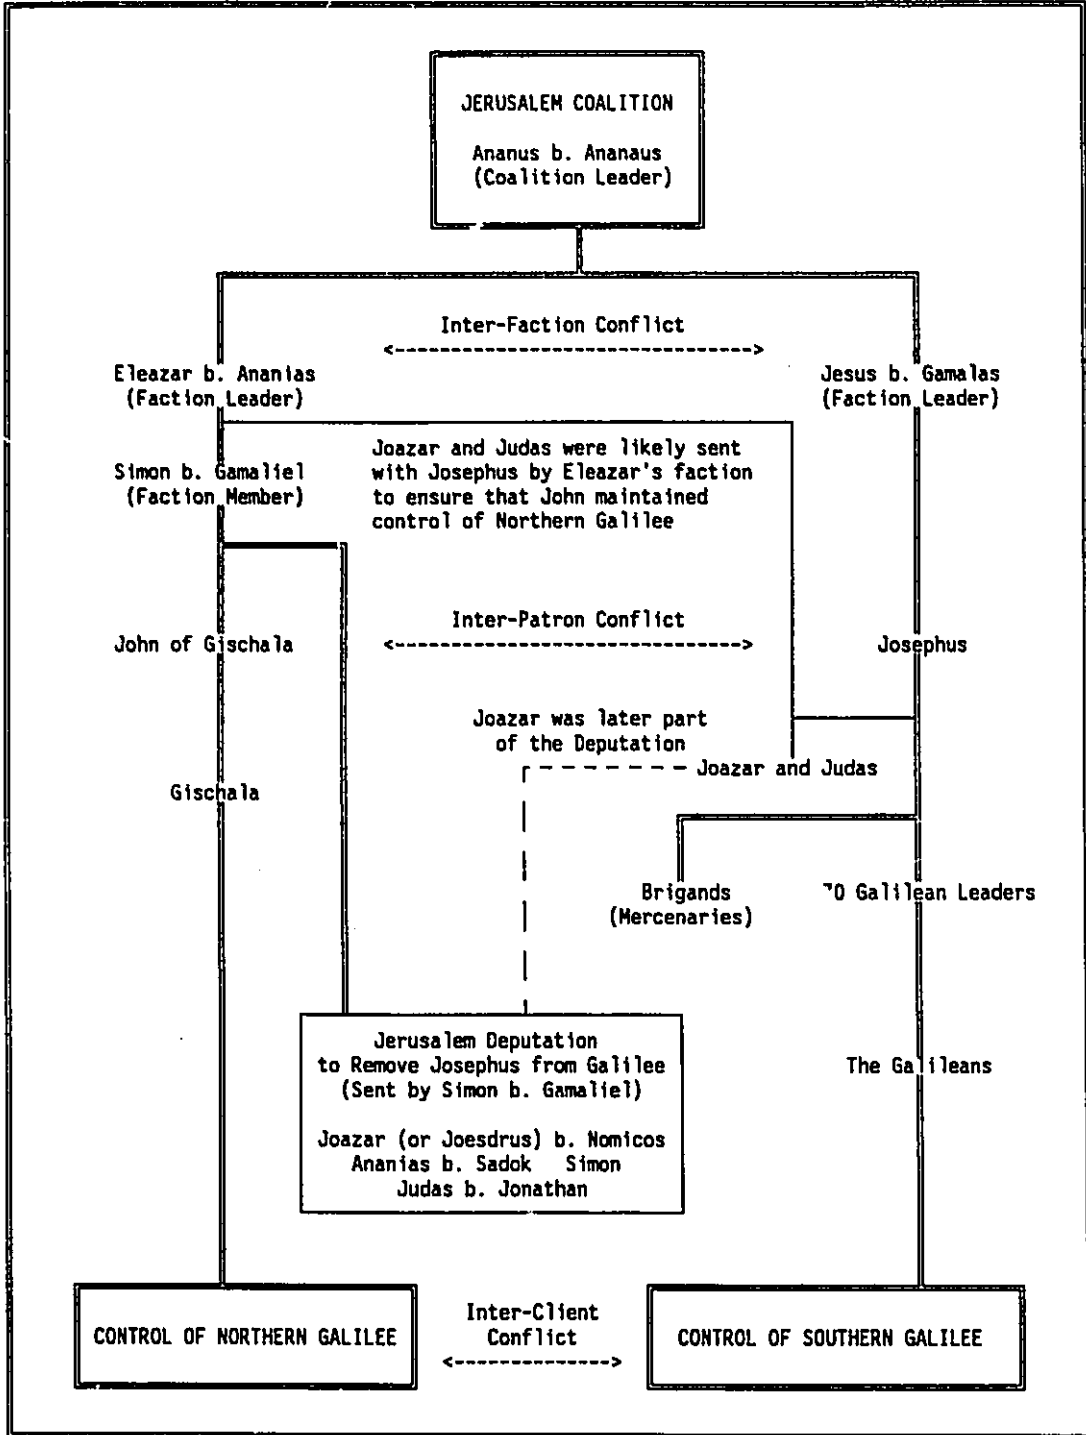 JERUSALEM COALITION
Ananus b. Ananaus
(Coalition Leader)
Inter-Faction Conflict
<------------------------------>
Eleazar b. Ananias
(Faction Leader)
Jesus b. Gamalas
(Faction Leader)
Simon b. Gamaliel
(Faction Member)
Joazar and Judas were likely sent
with Josephus by Eleazar's faction
to ensure that John maintained
control of Northern Galilee
Inter-Patron Conflict
<----------------------------->
John of Gischala
Josephus
Joazar was later part
of the Deputation
Joazar and Judas
Gischala
Brigands
(Mercenaries)
Galilean Leaders
Jerusalem Deputation
to Remove Josephus from Galilee
(Sent by Simon b. Gamaliel)
Joazar (or Joesdrus) b. Nomicos
Ananias b. Sadok Simon
Judas b. Jonathan
The Galileans
Inter-Client
Conflict
<------------->
CONTROL OF NORTHERN GALILEE
CONTROL OF SOUTHERN GALILEE